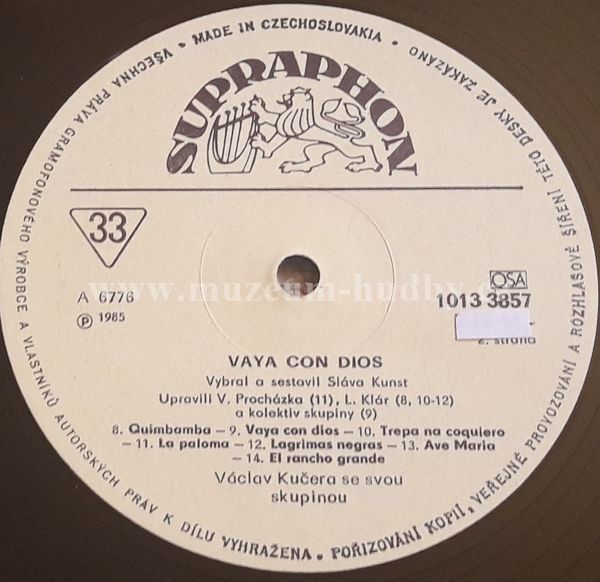 • VŠECHNA PRÁVA GRAMOFONOVÉHO VÝROBCE A VLASTNÍKŮ AUTORSKÝCH PRÁV K DÍLU VYHRAŽENA • POŘIZOVÁNÍ KOPIÍ, VEŘEJNÉ PROVOZOVÁNÍ A ROZHLASOVÉ ŠÍŘENÍ TÉTO DESKY JE ZAKÁZÁNO
• MADE IN CZECHOSLOVAKIA •
SUPRAPHON
33
A 6776
Ⓟ 1985
OSA
1013 3857
2. strana
www.muzeum-hudby.
VAYA CON DIOS
Vybral a sestavil Sláva Kunst
Upravili V. Procházka (11), L. Klár (8, 10-12)
a kolektiv skupiny (9)
8. Quimbamba – 9. Vaya con dios – 10. Trepa no coquiero
– 11. La paloma – 12. Lagrimas negras – 13. Ave Maria
– 14. El rancho grande
Václav Kučera se svou
skupinou